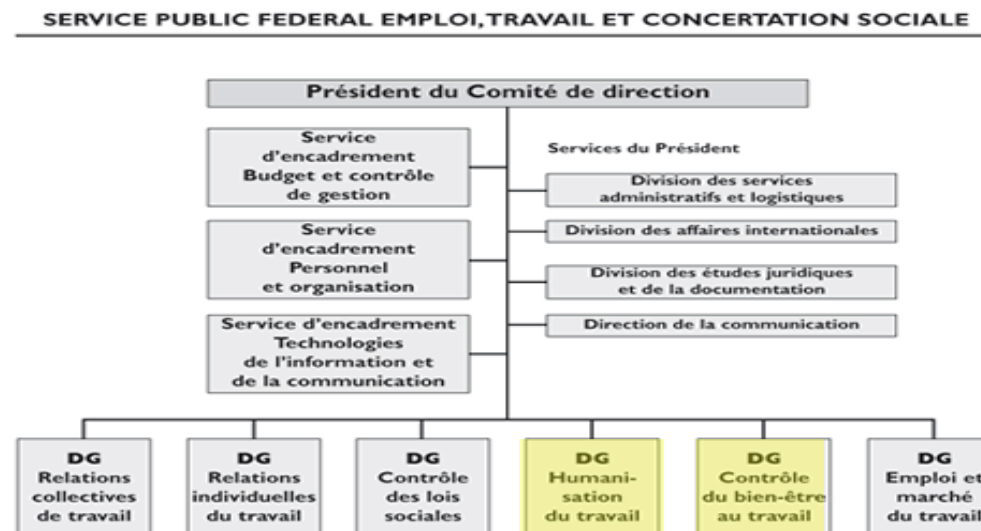 SERVICE PUBLIC FEDERAL EMPLOI, TRAVAIL ET CONCERTATION SOCIALE
Président du Comité de direction
Service
d'encadrement
Budget et contrôle
de gestion
Service
d'encadrement
Personnel
et organisation
Service d'encadrement
Technologies
de l'information et
de la communication
Services du Président
Division des services
administratifs et logistiques
Division des affaires internationales
Division des études juridiques
et de la documentation
Direction de la communication
DG
Relations
collectives
de travail
DG
Relations
individuelles
du travail
DG
Contrôle
des lois
sociales
DG
Humani-
sation
du travail
DG
Contrôle
du bien-être
au travail
DG
Emploi et
marché
du travail